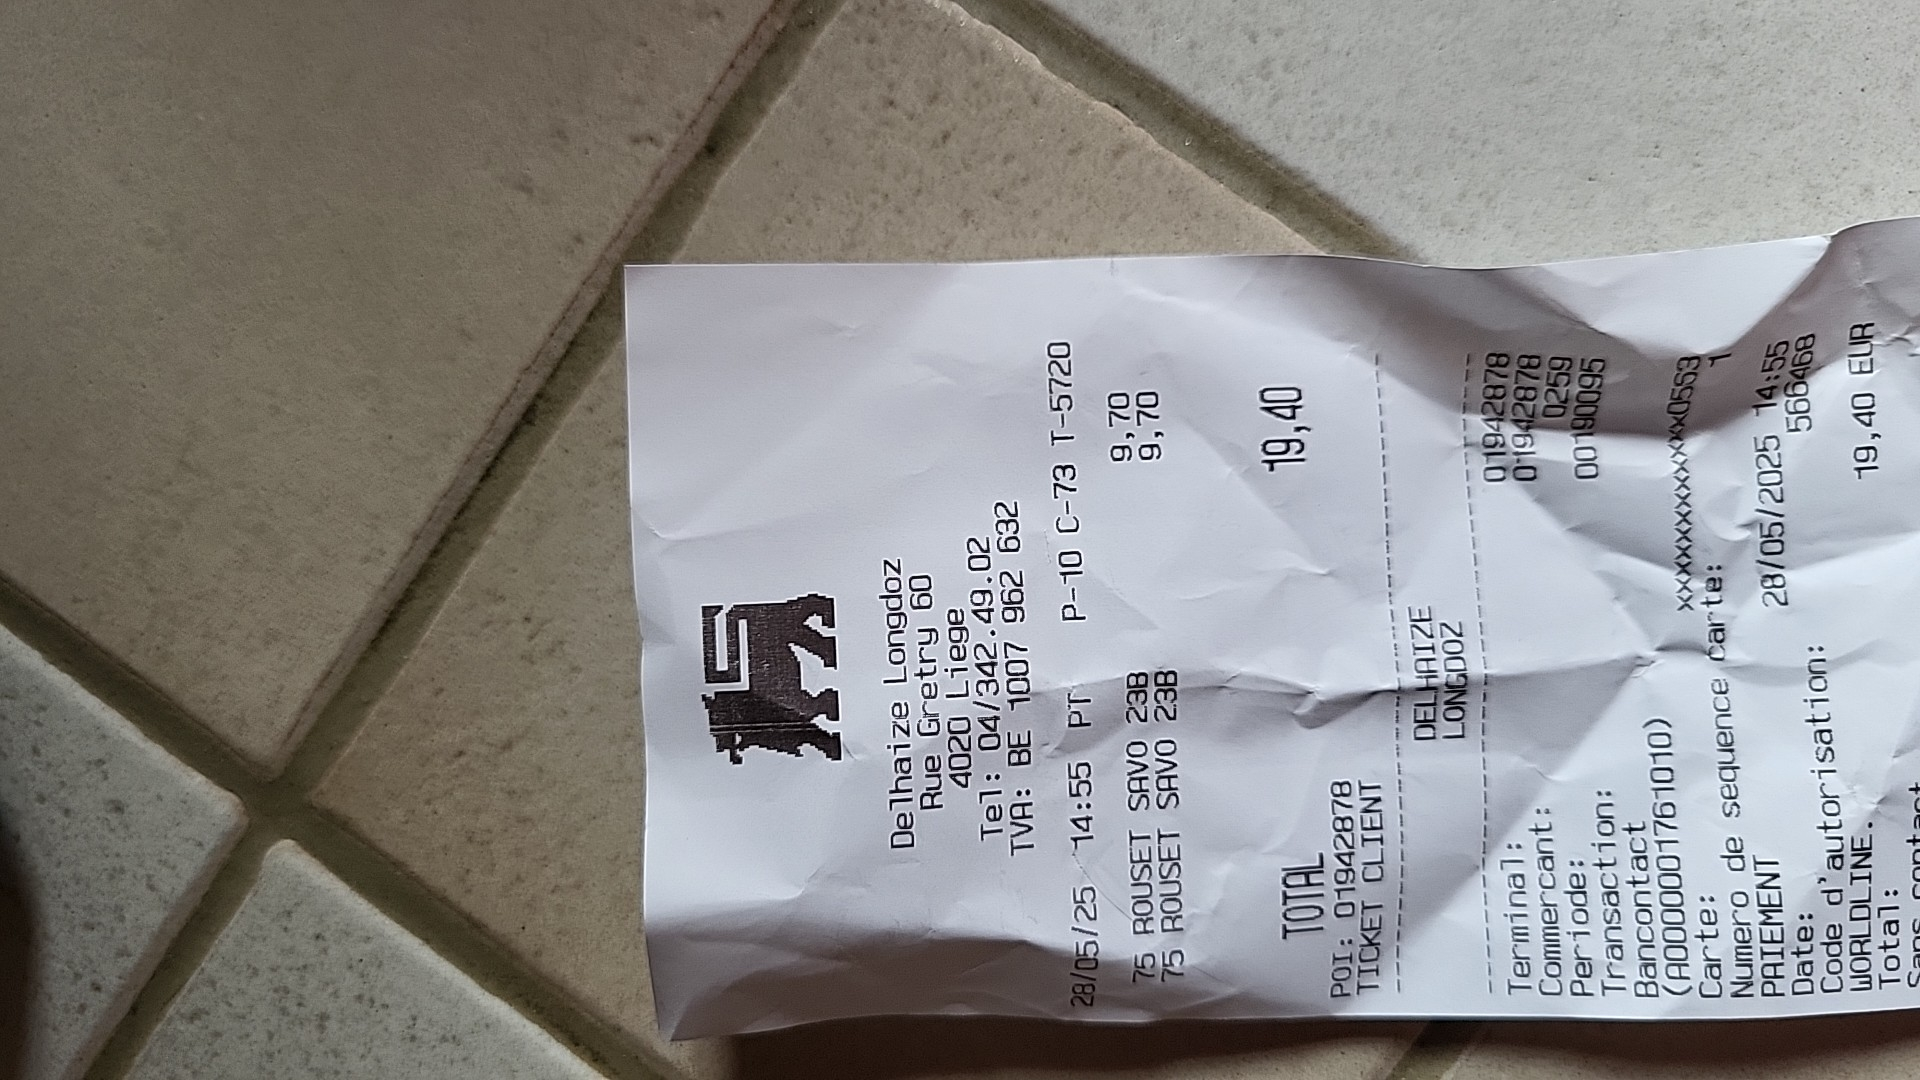 Delhaize Longdoz
Rue Gretry 60
4020 Liege
Tel: 04/342.49.02
TVA: BE 1007 962 632
28/05/25 14:55 PT P-10 C-73 T-5720
75 ROUSET SAVO 23B 9,70
75 ROUSET SAVO 23B 9,70
TOTAL 19,40
POI: 01942878
TICKET CLIENT
DELHAIZE
LONGDOZ
Terminal: 01942878
Commercant: 01942878
Periode: 0259
Transaction: 00190095
Bancontact
(A0000001761010)
Carte: xxxxxxxxxxxxx0553
Numero de sequence carte: 1
PAIEMENT
Date: 28/05/2025 14:55
Code d'autorisation: 566468
WORLDLINE.
Total: 19,40 EUR
Sans contact